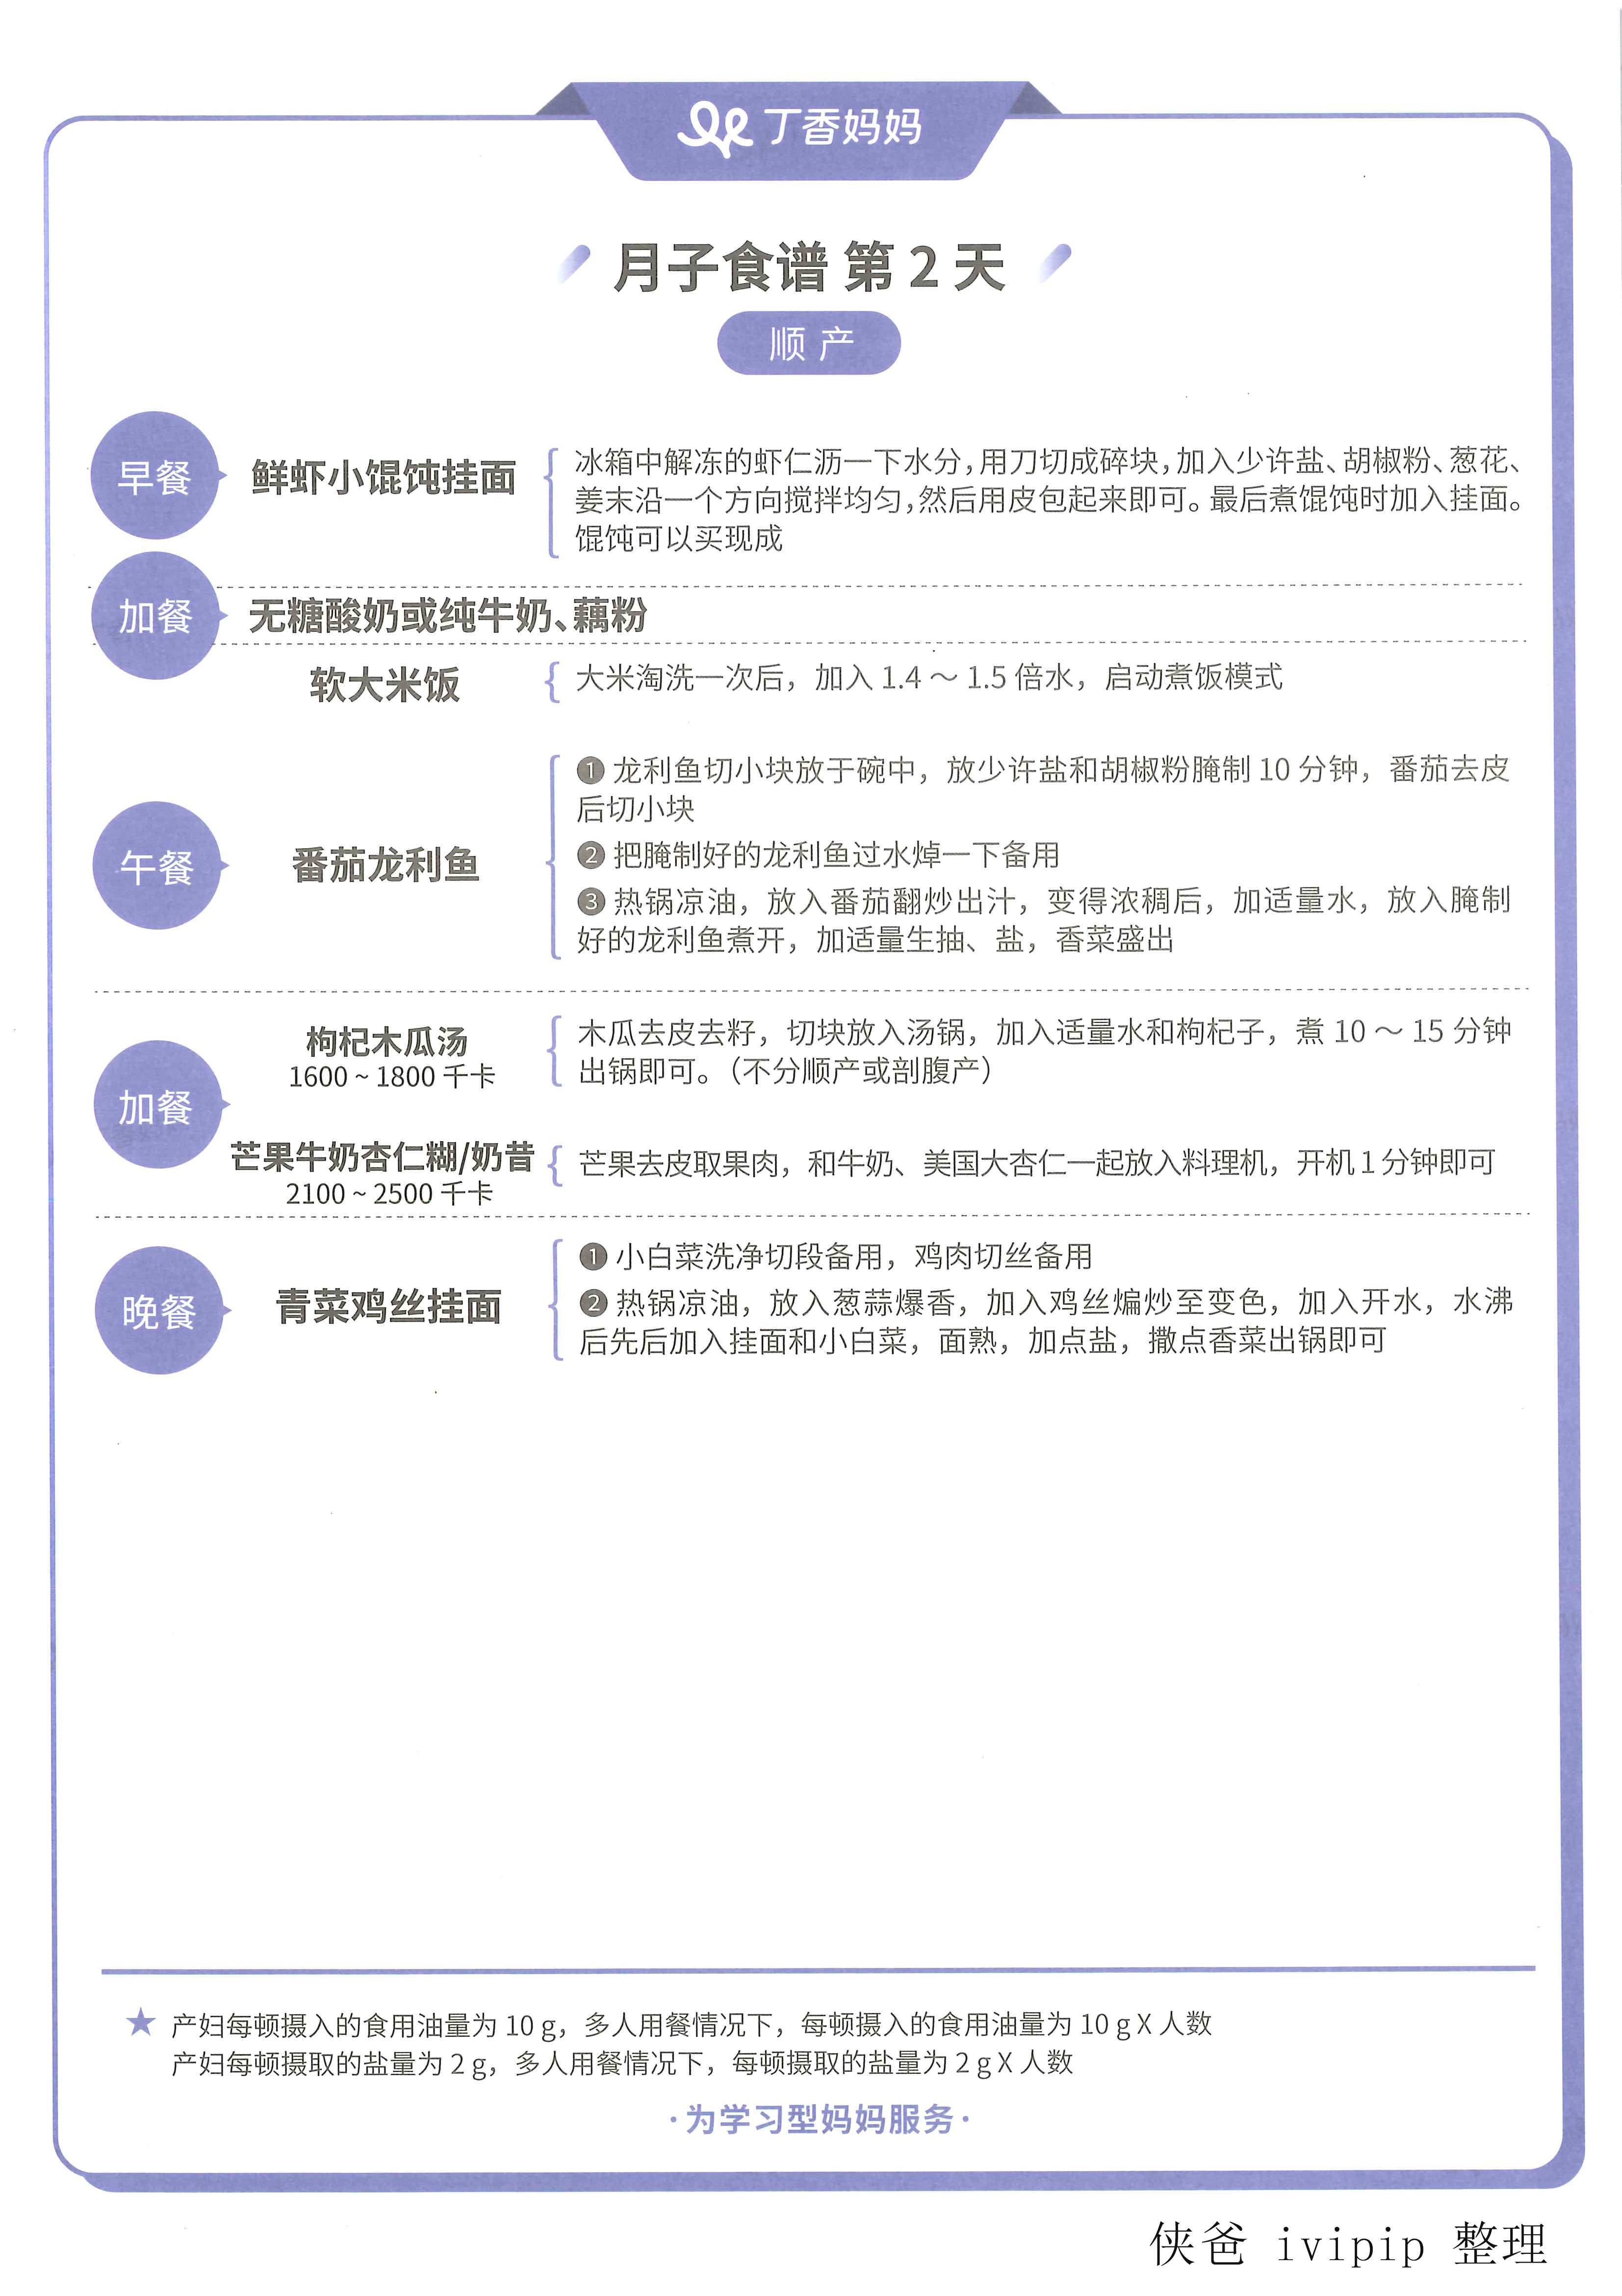 丁香妈妈
月子食谱 第 2 天
顺产
早餐
鲜虾小馄饨挂面
冰箱中解冻的虾仁沥一下水分，用刀切成碎块，加入少许盐、胡椒粉、葱花、
姜末沿一个方向搅拌均匀，然后用皮包起来即可。最后煮馄饨时加入挂面。
馄饨可以买现成
加餐
无糖酸奶或纯牛奶、藕粉
软大米饭
大米淘洗一次后，加入 1.4 ～ 1.5 倍水，启动煮饭模式
午餐
番茄龙利鱼
❶ 龙利鱼切小块放于碗中，放少许盐和胡椒粉腌制 10 分钟，番茄去皮
后切小块
❷ 把腌制好的龙利鱼过水焯一下备用
❸ 热锅凉油，放入番茄翻炒出汁，变得浓稠后，加适量水，放入腌制
好的龙利鱼煮开，加适量生抽、盐，香菜盛出
加餐
枸杞木瓜汤
1600 ~ 1800 千卡
木瓜去皮去籽，切块放入汤锅，加入适量水和枸杞子，煮 10 ～ 15 分钟
出锅即可。（不分顺产或剖腹产）
芒果牛奶杏仁糊/奶昔
2100 ~ 2500 千卡
芒果去皮取果肉，和牛奶、美国大杏仁一起放入料理机，开机 1 分钟即可
晚餐
青菜鸡丝挂面
❶ 小白菜洗净切段备用，鸡肉切丝备用
❷ 热锅凉油，放入葱蒜爆香，加入鸡丝煸炒至变色，加入开水，水沸
后先后加入挂面和小白菜，面熟，加点盐，撒点香菜出锅即可
★ 产妇每顿摄入的食用油量为 10 g，多人用餐情况下，每顿摄入的食用油量为 10 g X 人数
产妇每顿摄取的盐量为 2 g，多人用餐情况下，每顿摄取的盐量为 2 g X 人数
·为学习型妈妈服务·
侠爸 ivipip 整理